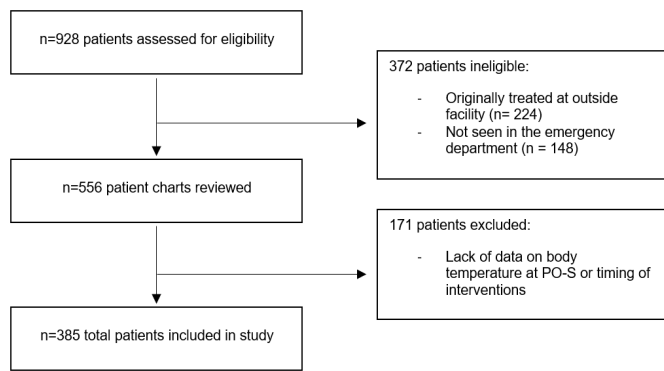 n=928 patients assessed for eligibility
372 patients ineligible:
- Originally treated at outside
facility (n= 224)
- Not seen in the emergency
department (n = 148)
n=556 patient charts reviewed
171 patients excluded:
- Lack of data on body
temperature at PO-S or timing of
interventions
n=385 total patients included in study